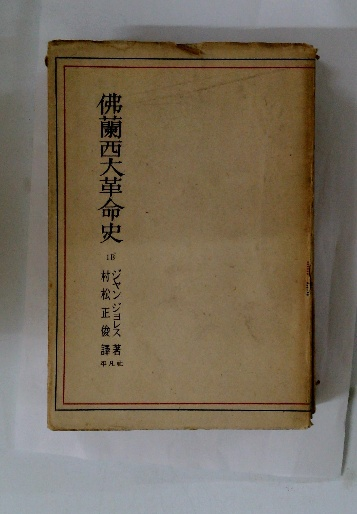 佛蘭西大革命史
ジャン ジョレス 著
村松正俊 譯
平凡社